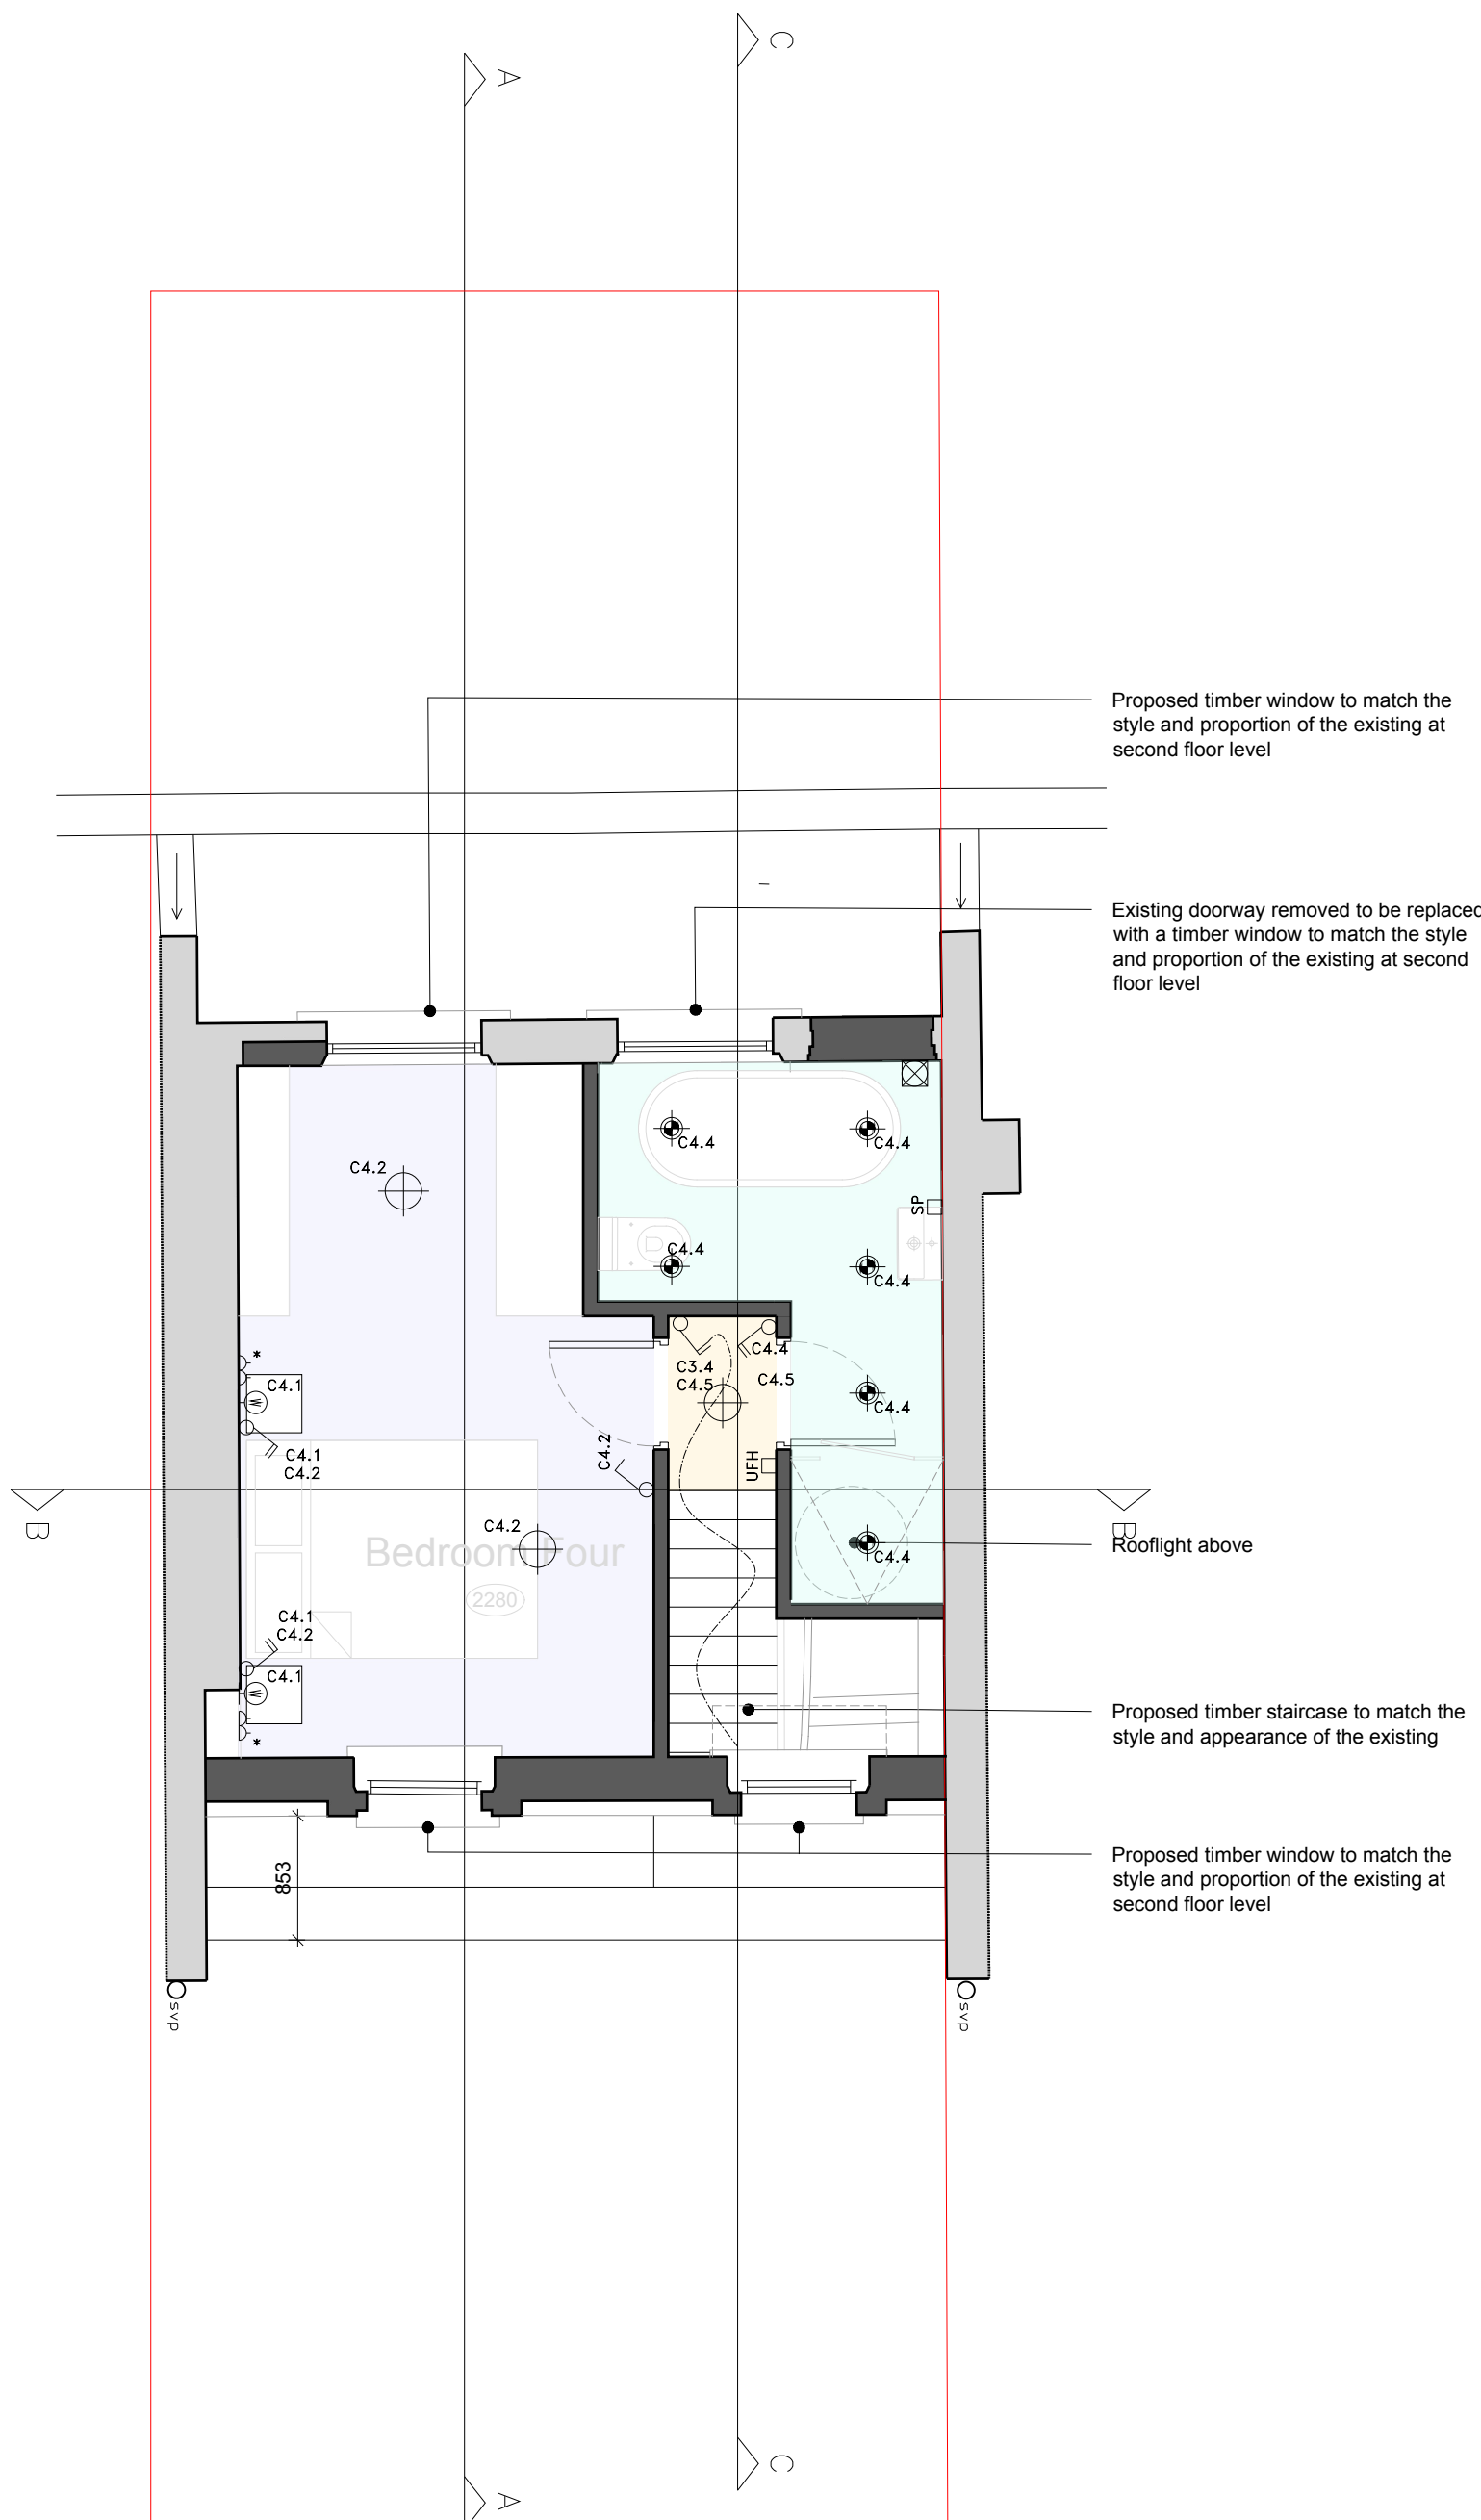 C
A
Proposed timber window to match the
style and proportion of the existing at
second floor level
Existing doorway removed to be replaced
with a timber window to match the style
and proportion of the existing at second
floor level
C4.4
C4.4
C4.2
SP
C4.4
C4.4
*
C4.4
C3.4
C4.5
C4.5
C4.1
W
C4.4
C4.2
C4.1
C4.2
UFH
B
B
C4.2
Bedroom Four
C4.4
Rooflight above
2280
C4.1
C4.2
C4.1
W
Proposed timber staircase to match the
style and appearance of the existing
*
Proposed timber window to match the
style and proportion of the existing at
second floor level
853
svp
svp
C
A